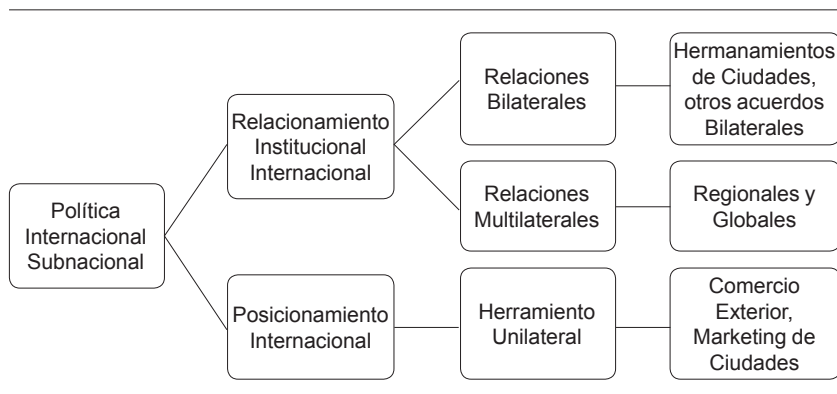 Política
Internacional
Subnacional
Relacionamiento
Institucional
Internacional
Relaciones
Bilaterales
Hermanamientos
de Ciudades,
otros acuerdos
Bilaterales
Relaciones
Multilaterales
Regionales y
Globales
Posicionamiento
Internacional
Herramiento
Unilateral
Comercio
Exterior,
Marketing de
Ciudades